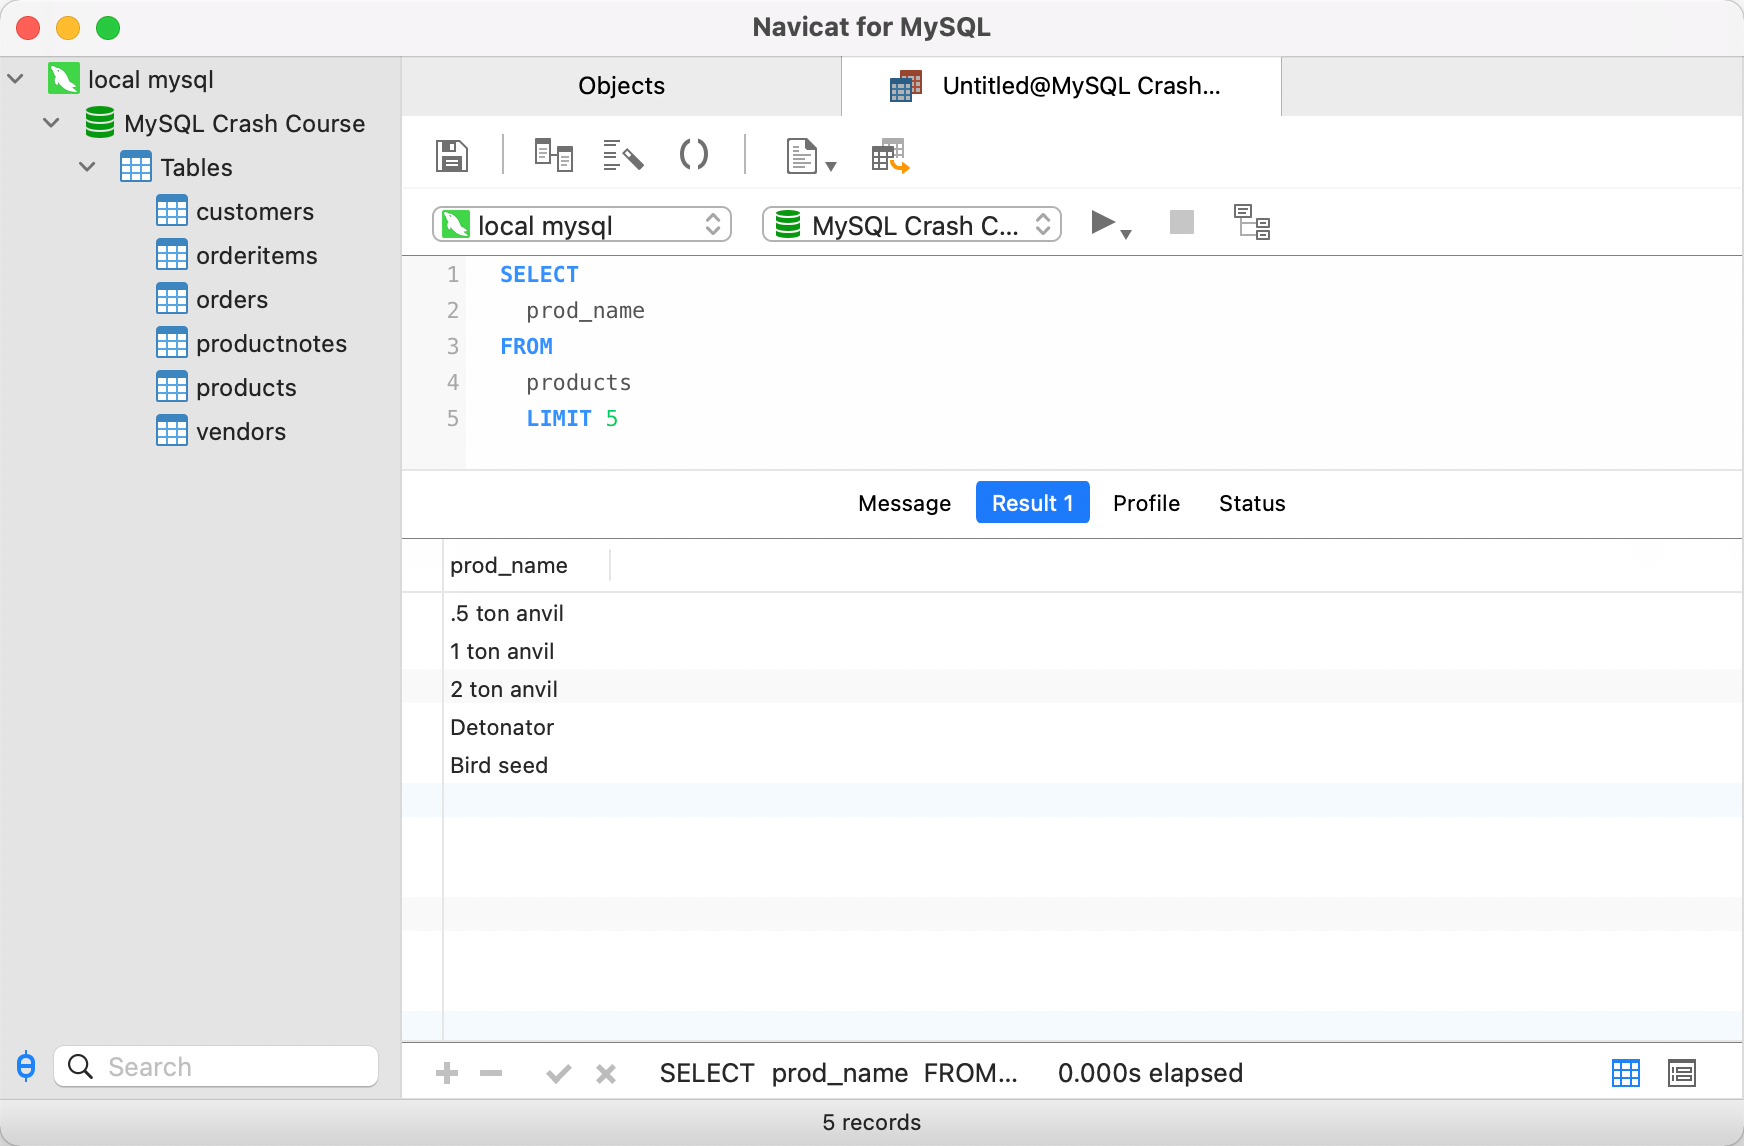 Navicat for MySQL
local mysql
MySQL Crash Course
Tables
customers
orderitems
orders
productnotes
products
vendors
Search
Objects
Untitled@MySQL Crash...
local mysql
MySQL Crash C...
1 SELECT
2 prod_name
3 FROM
4 products
5 LIMIT 5
Message Result 1 Profile Status
prod_name
.5 ton anvil
1 ton anvil
2 ton anvil
Detonator
Bird seed
SELECT prod_name FROM... 0.000s elapsed
5 records